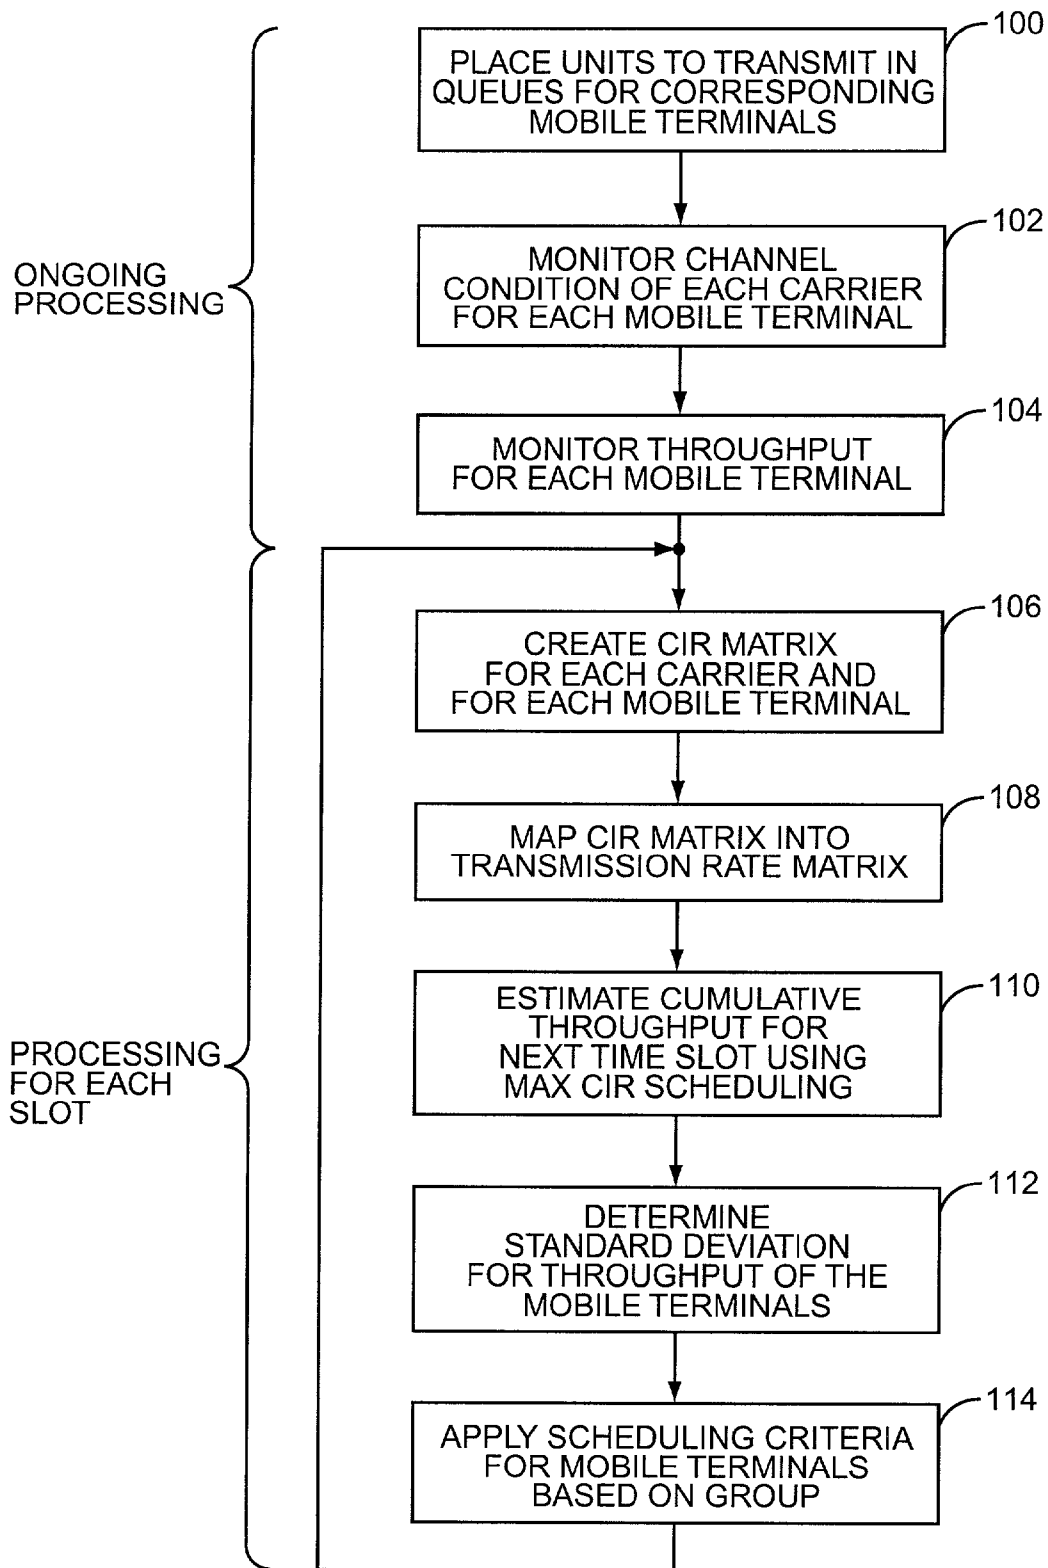 100
PLACE UNITS TO TRANSMIT IN
QUEUES FOR CORRESPONDING
MOBILE TERMINALS
102
MONITOR CHANNEL
CONDITION OF EACH CARRIER
FOR EACH MOBILE TERMINAL
ONGOING
PROCESSING
104
MONITOR THROUGHPUT
FOR EACH MOBILE TERMINAL
106
CREATE CIR MATRIX
FOR EACH CARRIER AND
FOR EACH MOBILE TERMINAL
108
MAP CIR MATRIX INTO
TRANSMISSION RATE MATRIX
110
ESTIMATE CUMULATIVE
THROUGHPUT FOR
NEXT TIME SLOT USING
MAX CIR SCHEDULING
PROCESSING
FOR EACH
SLOT
112
DETERMINE
STANDARD DEVIATION
FOR THROUGHPUT OF THE
MOBILE TERMINALS
114
APPLY SCHEDULING CRITERIA
FOR MOBILE TERMINALS
BASED ON GROUP